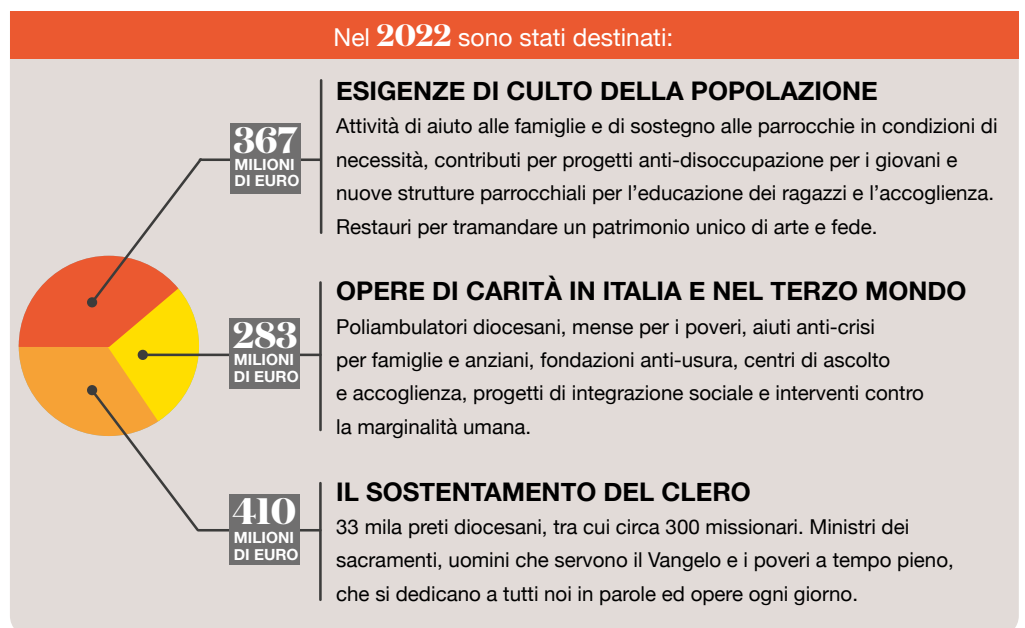 Nel 2022 sono stati destinati:
367
MILIONI
DI EURO
ESIGENZE DI CULTO DELLA POPOLAZIONE
Attività di aiuto alle famiglie e di sostegno alle parrocchie in condizioni di
necessità, contributi per progetti anti-disoccupazione per i giovani e
nuove strutture parrocchiali per l’educazione dei ragazzi e l’accoglienza.
Restauri per tramandare un patrimonio unico di arte e fede.
283
MILIONI
DI EURO
OPERE DI CARITÀ IN ITALIA E NEL TERZO MONDO
Poliambulatori diocesani, mense per i poveri, aiuti anti-crisi
per famiglie e anziani, fondazioni anti-usura, centri di ascolto
e accoglienza, progetti di integrazione sociale e interventi contro
la marginalità umana.
410
MILIONI
DI EURO
IL SOSTENTAMENTO DEL CLERO
33 mila preti diocesani, tra cui circa 300 missionari. Ministri dei
sacramenti, uomini che servono il Vangelo e i poveri a tempo pieno,
che si dedicano a tutti noi in parole ed opere ogni giorno.